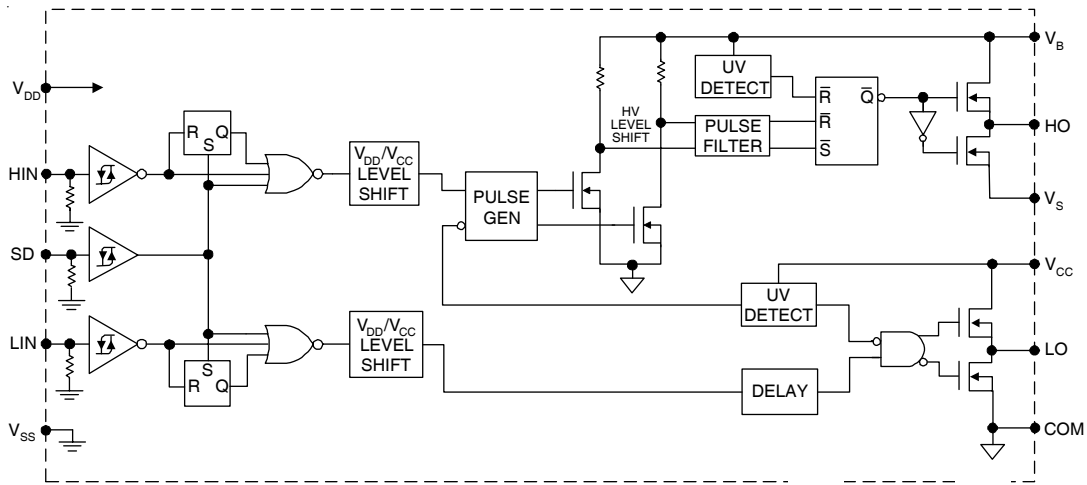 V_B
UV
DETECT
V_DD
R̅ Q̅
HV
LEVEL
SHIFT
R Q
S
PULSE
FILTER
R̅
S̅
HO
V_DD/V_CC
LEVEL
SHIFT
HIN
PULSE
GEN
V_S
SD
V_CC
UV
DETECT
V_DD/V_CC
LEVEL
SHIFT
LIN
LO
S
R Q
DELAY
V_SS
COM